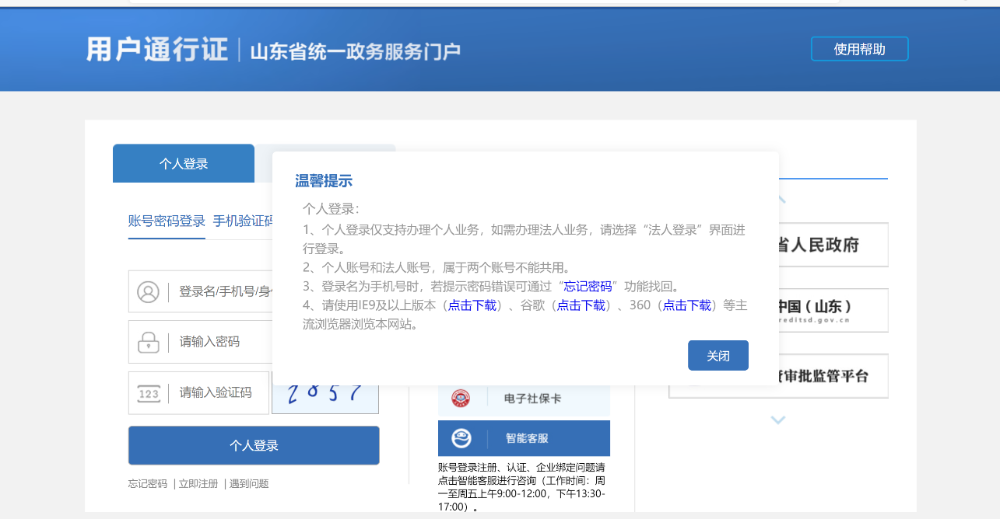 用户通行证 | 山东省统一政务服务门户
使用帮助
个人登录
账号密码登录 手机验证码
登录名/手机号/身
请输入密码
123 请输入验证码
2857
个人登录
忘记密码 | 立即注册 | 遇到问题
温馨提示
个人登录：
1、个人登录仅支持办理个人业务，如需办理法人业务，请选择“法人登录”界面进
行登录。
2、个人账号和法人账号，属于两个账号不能共用。
3、登录名为手机号时，若提示密码错误可通过“忘记密码”功能找回。
4、请使用IE9及以上版本（点击下载）、谷歌（点击下载）、360（点击下载）等主
流浏览器浏览本网站。
关闭
电子社保卡
智能客服
账号登录注册、认证、企业绑定问题请
点击智能客服进行咨询（工作时间：周
一至周五上午9:00-12:00，下午13:30-
17:00）。
省人民政府
中国（山东）
reditsd.gov.cn
审批监管平台